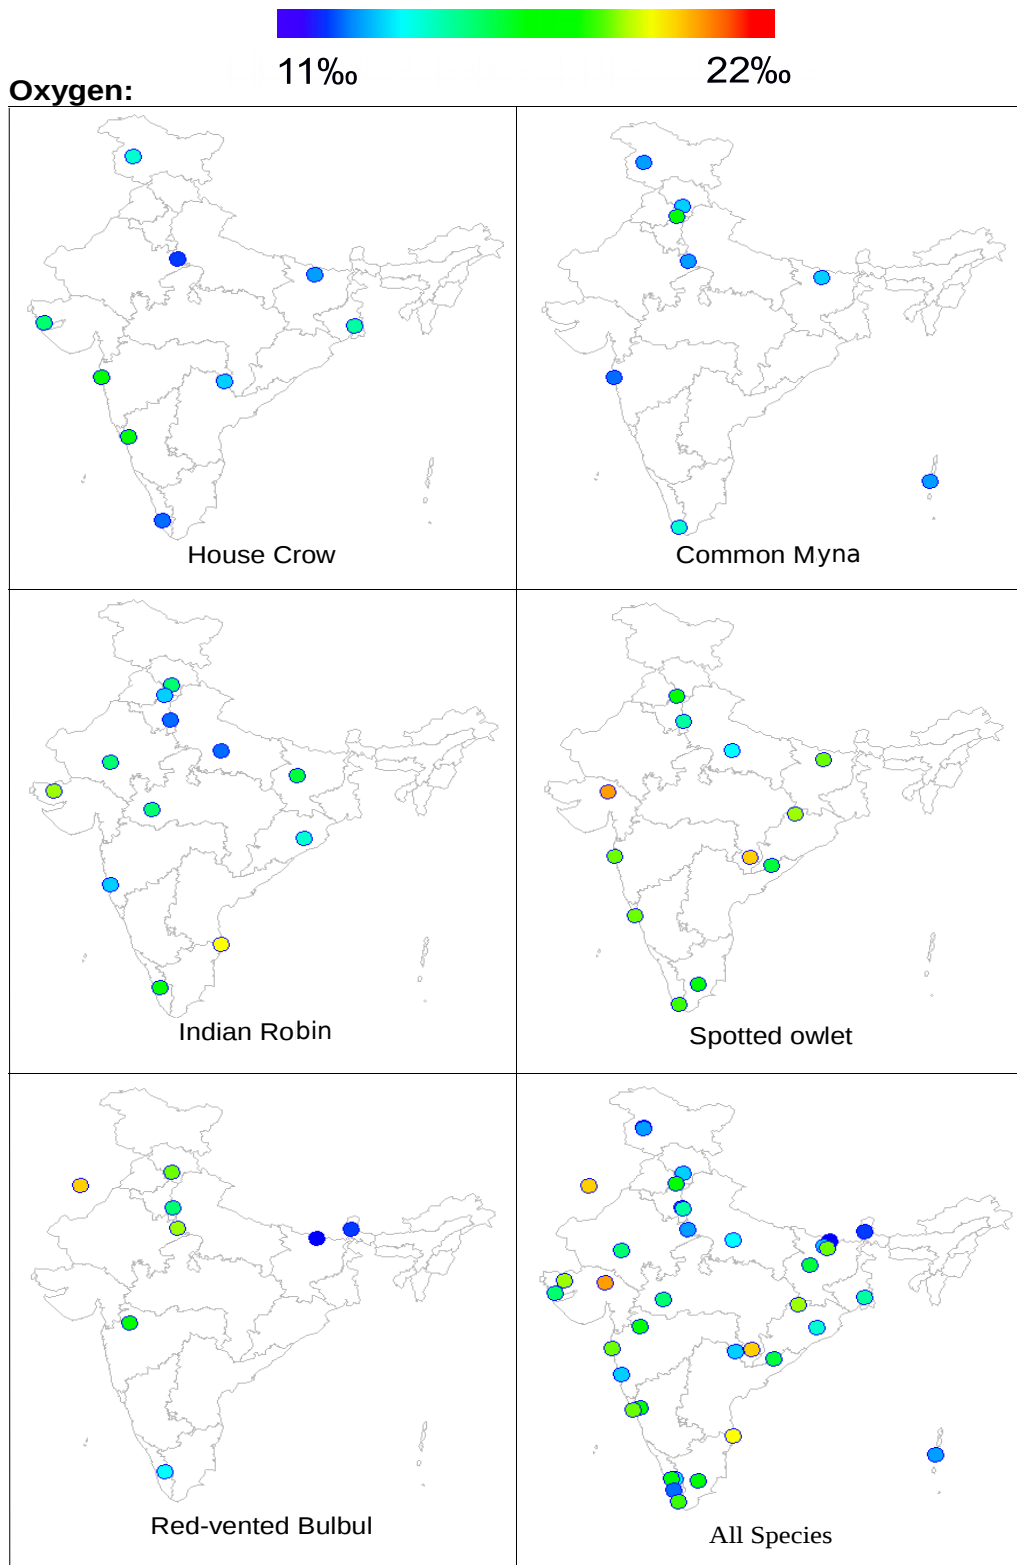 11‰ 22‰
Oxygen:
House Crow
Common Myna
Indian Robin
Spotted owlet
Red-vented Bulbul
All Species